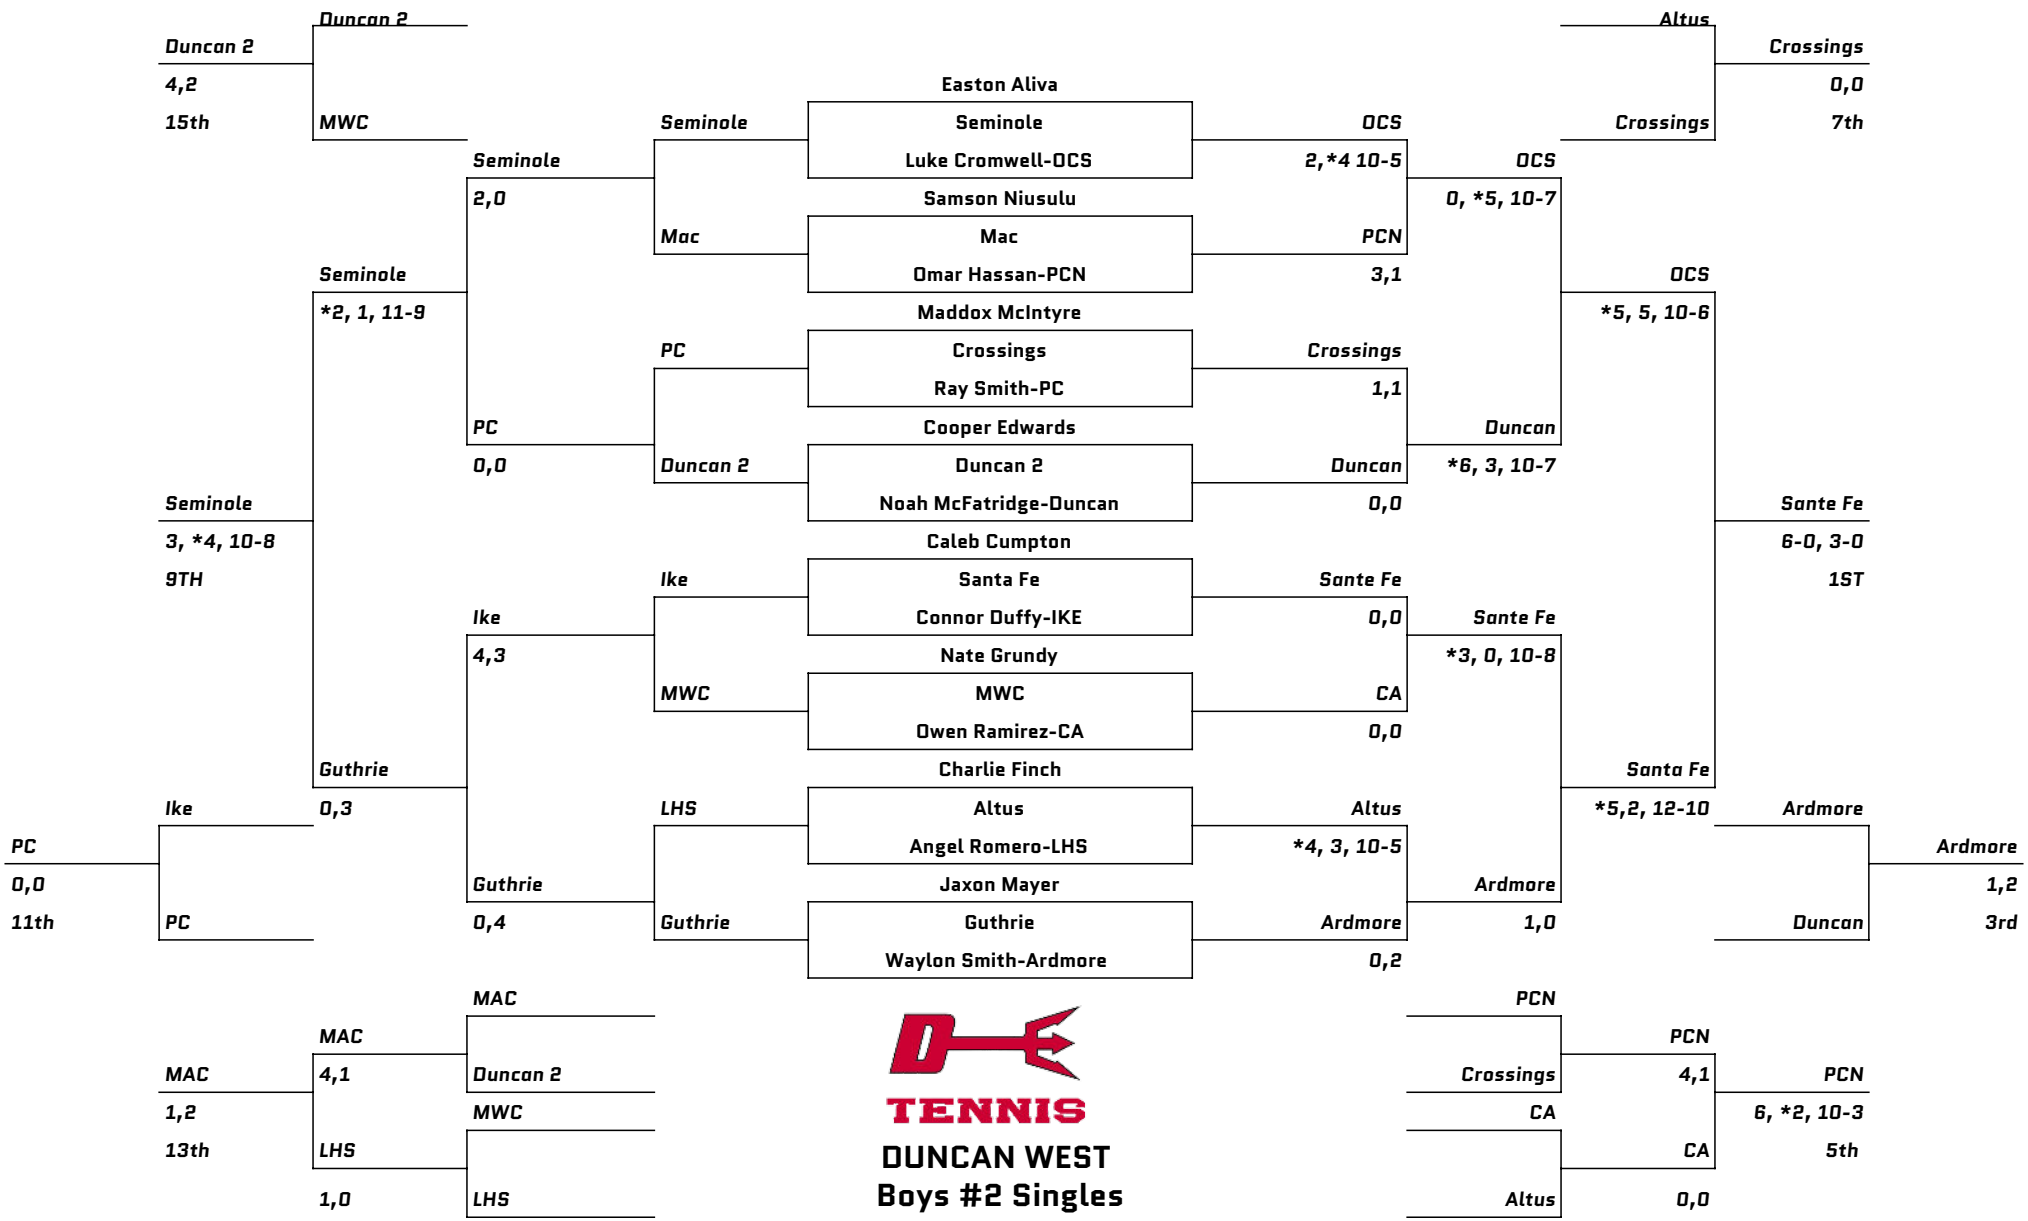 Duncan 2
Altus
Duncan 2
Crossings
4,2
Easton Aliva
0,0
15th
MWC
Seminole
Seminole
OCS
Crossings
7th
Seminole
Luke Cromwell-OCS
2,*4 10-5
OCS
2,0
Samson Niusulu
0, *5, 10-7
Mac
Mac
PCN
Seminole
Omar Hassan-PCN
3,1
OCS
*2, 1, 11-9
Maddox McIntyre
*5, 5, 10-6
PC
Crossings
Crossings
Ray Smith-PC
1,1
PC
Cooper Edwards
Duncan
0,0
Duncan 2
Duncan 2
Duncan
*6, 3, 10-7
Seminole
Noah McFatridge-Duncan
0,0
Sante Fe
3, *4, 10-8
Caleb Cumpton
6-0, 3-0
9TH
Ike
Santa Fe
Sante Fe
1ST
Ike
Connor Duffy-IKE
0,0
Sante Fe
4,3
Nate Grundy
*3, 0, 10-8
MWC
MWC
CA
Owen Ramirez-CA
0,0
Guthrie
Charlie Finch
Santa Fe
Ike
0,3
LHS
Altus
Altus
*5,2, 12-10
Ardmore
PC
Angel Romero-LHS
*4, 3, 10-5
Ardmore
0,0
Guthrie
Jaxon Mayer
Ardmore
1,2
11th
PC
0,4
Guthrie
Guthrie
Ardmore
1,0
Duncan
3rd
Waylon Smith-Ardmore
0,2
MAC
PCN
MAC
PCN
MAC
4,1
Duncan 2
Crossings
4,1
PCN
1,2
MWC
TENNIS
CA
6, *2, 10-3
13th
LHS
DUNCAN WEST
CA
5th
1,0
LHS
Boys #2 Singles
Altus
0,0